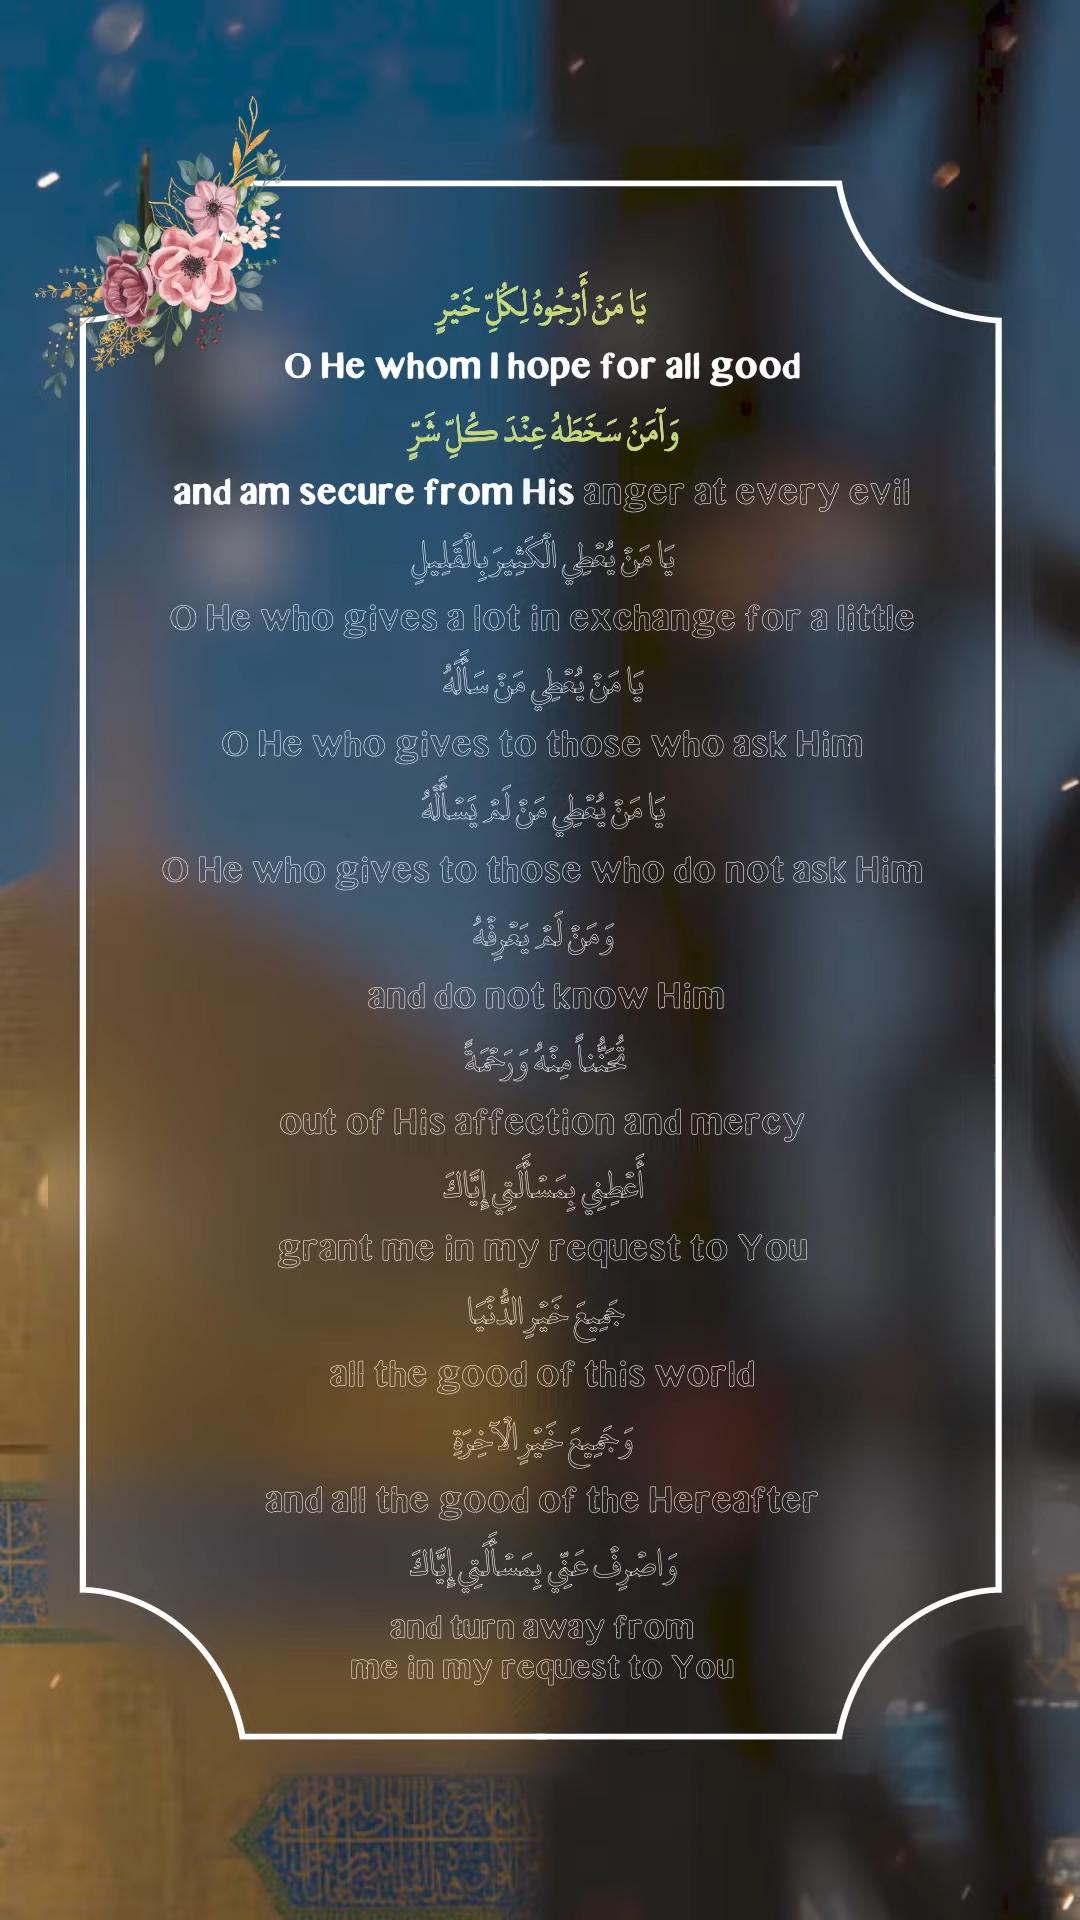 يَا مَنْ أَرْجُوهُ لِكُلِّ خَيْرٍ
O He whom I hope for all good
وَآمَنُ سَخَطَهُ عِنْدَ كُلِّ شَرٍّ
and am secure from His anger at every evil
يَا مَنْ يُعْطِي الْكَثِيرَ بِالْقَلِيلِ
O He who gives a lot in exchange for a little
يَا مَنْ يُعْطِي مَنْ سَأَلَهُ
O He who gives to those who ask Him
يَا مَنْ يُعْطِي مَنْ لَمْ يَسْأَلْهُ
O He who gives to those who do not ask Him
وَمَنْ لَمْ يَعْرِفْهُ
and do not know Him
تُحَنُّناً مِنْهُ وَرَحْمَةً
out of His affection and mercy
أَعْطِنِي بِمَسْأَلَتِي إِيَّاكَ
grant me in my request to You
جَمِيعَ خَيْرِ الدُّنْيَا
all the good of this world
وَجَمِيعَ خَيْرِ الْآخِرَةِ
and all the good of the Hereafter
وَاصْرِفْ عَنِّي بِمَسْأَلَتِي إِيَّاكَ
and turn away from
me in my request to You